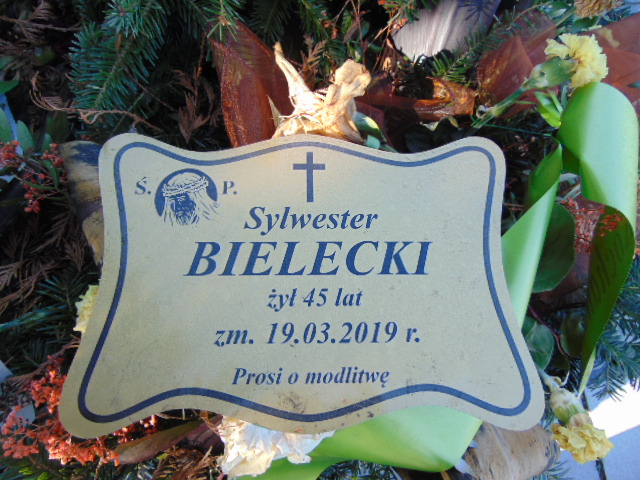 Ś. P.
Sylwester
BIELECKI
żył 45 lat
zm. 19.03.2019 r.
Prosi o modlitwę